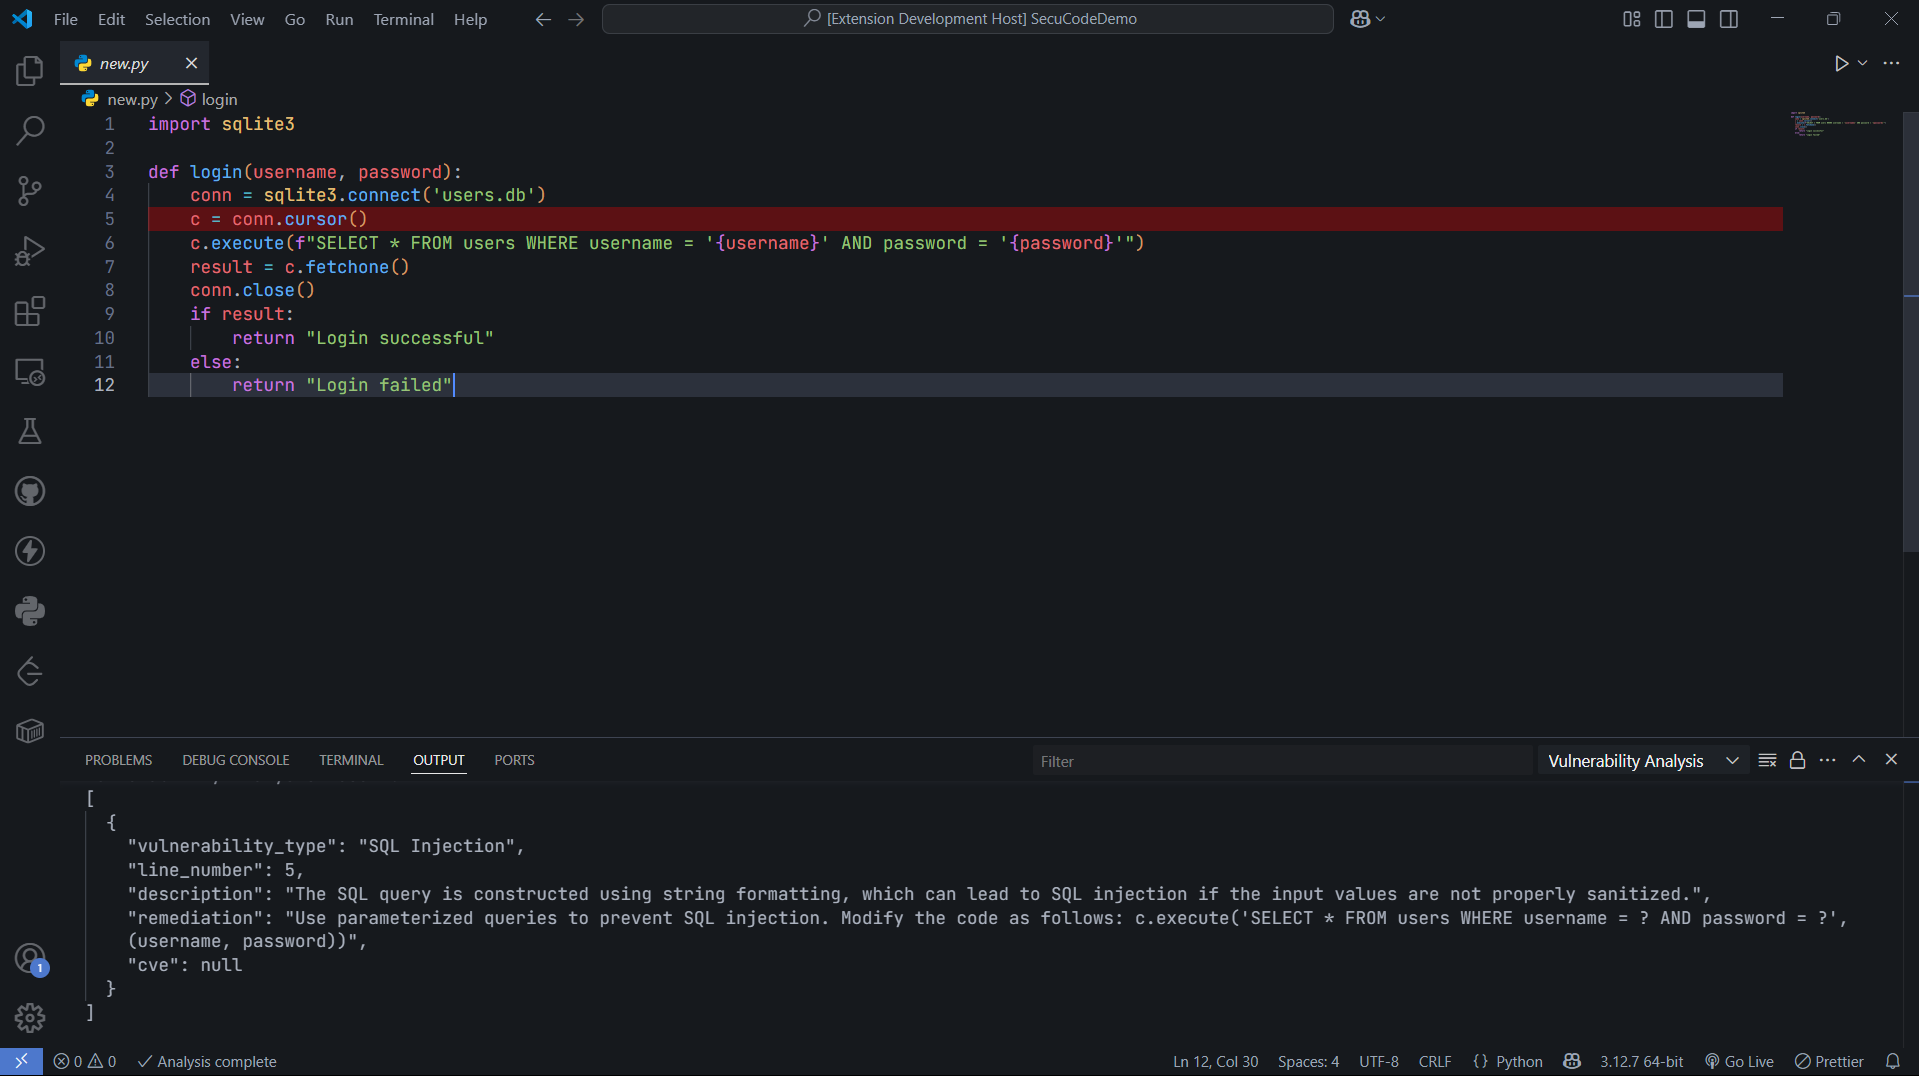 File Edit Selection View Go Run Terminal Help
[Extension Development Host] SecuCodeDemo
new.py
new.py > login
1 import sqlite3
2
3 def login(username, password):
4 conn = sqlite3.connect('users.db')
5 c = conn.cursor()
6 c.execute(f"SELECT * FROM users WHERE username = '{username}' AND password = '{password}'")
7 result = c.fetchone()
8 conn.close()
9 if result:
10 return "Login successful"
11 else:
12 return "Login failed"
PROBLEMS DEBUG CONSOLE TERMINAL OUTPUT PORTS
Filter
Vulnerability Analysis
[
{
"vulnerability_type": "SQL Injection",
"line_number": 5,
"description": "The SQL query is constructed using string formatting, which can lead to SQL injection if the input values are not properly sanitized.",
"remediation": "Use parameterized queries to prevent SQL injection. Modify the code as follows: c.execute('SELECT * FROM users WHERE username = ? AND password = ?',
(username, password))",
"cve": null
}
]
1
0 0 Analysis complete
Ln 12, Col 30 Spaces: 4 UTF-8 CRLF {} Python 3.12.7 64-bit Go Live Prettier